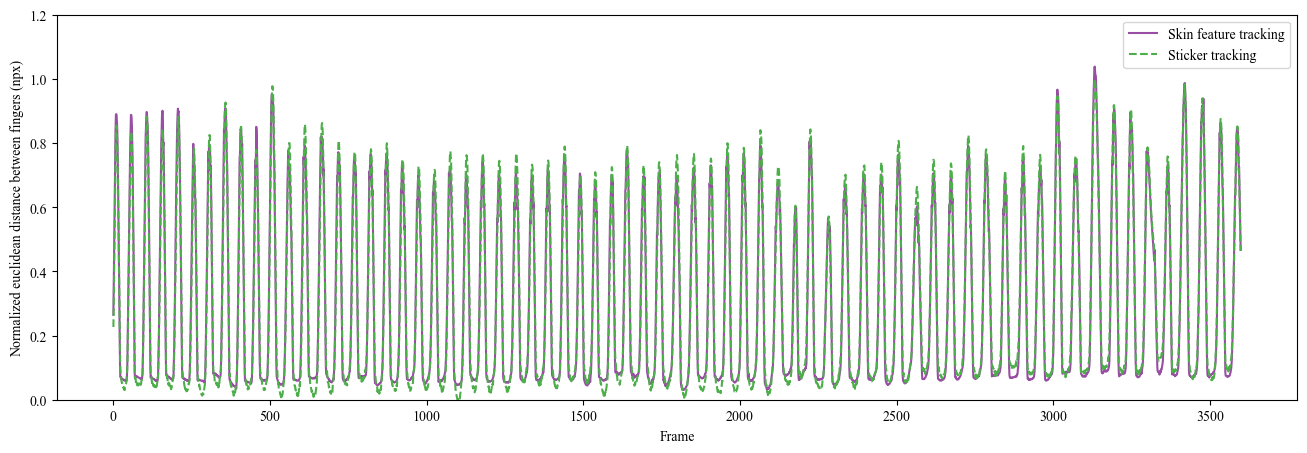 1.2
1.0
0.8
0.6
0.4
0.2
0.0
Normalized euclidean distance between fingers (npx)
Skin feature tracking
Sticker tracking
0 500 1000 1500 2000 2500 3000 3500
Frame